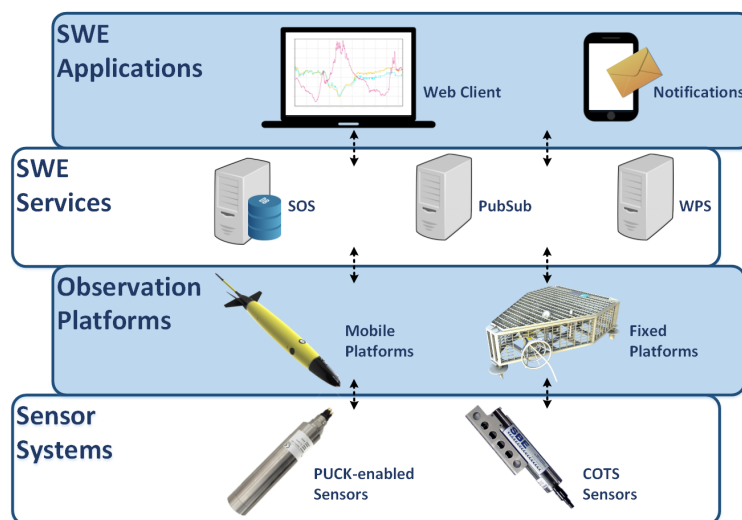 SWE
Applications
Web Client
Notifications
SWE
Services
SOS
PubSub
WPS
Observation
Platforms
Mobile
Platforms
Fixed
Platforms
Sensor
Systems
PUCK-enabled
Sensors
SBE
COTS
Sensors